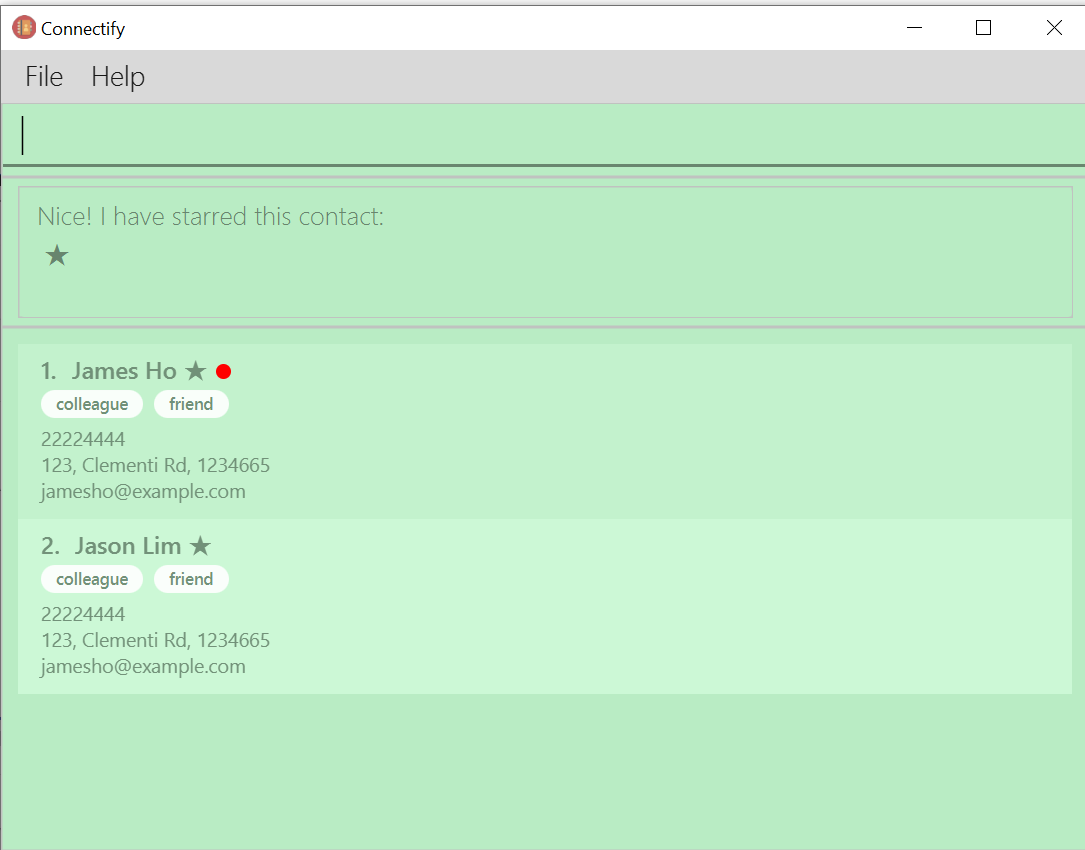 Connectify
File Help
Nice! I have starred this contact:
★
1. James Ho ★
colleague friend
22224444
123, Clementi Rd, 1234665
jamesho@example.com
2. Jason Lim ★
colleague friend
22224444
123, Clementi Rd, 1234665
jamesho@example.com